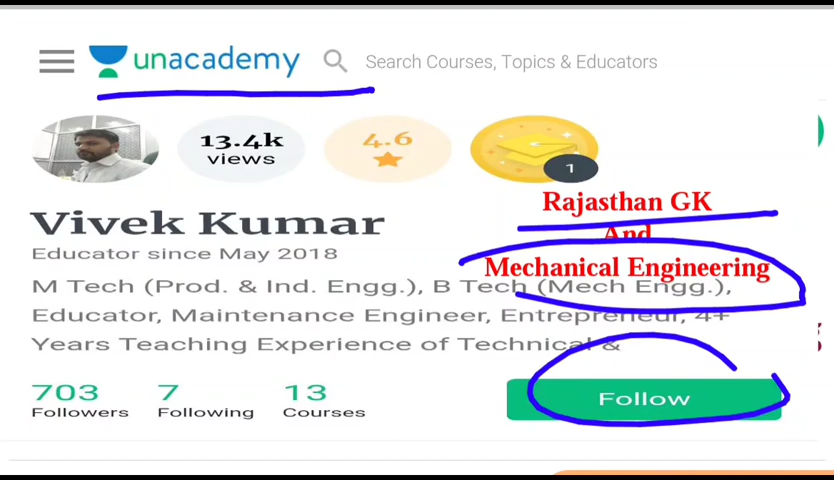 unacademy
Search Courses, Topics & Educators
13.4k
views
4.6
1
Rajasthan GK
And
Mechanical Engineering
Vivek Kumar
Educator since May 2018
M Tech (Prod. & Ind. Engg.), B Tech (Mech Engg.),
Educator, Maintenance Engineer, Entrepreneur, 4+
Years Teaching Experience of Technical &
703
Followers
7
Following
13
Courses
Follow